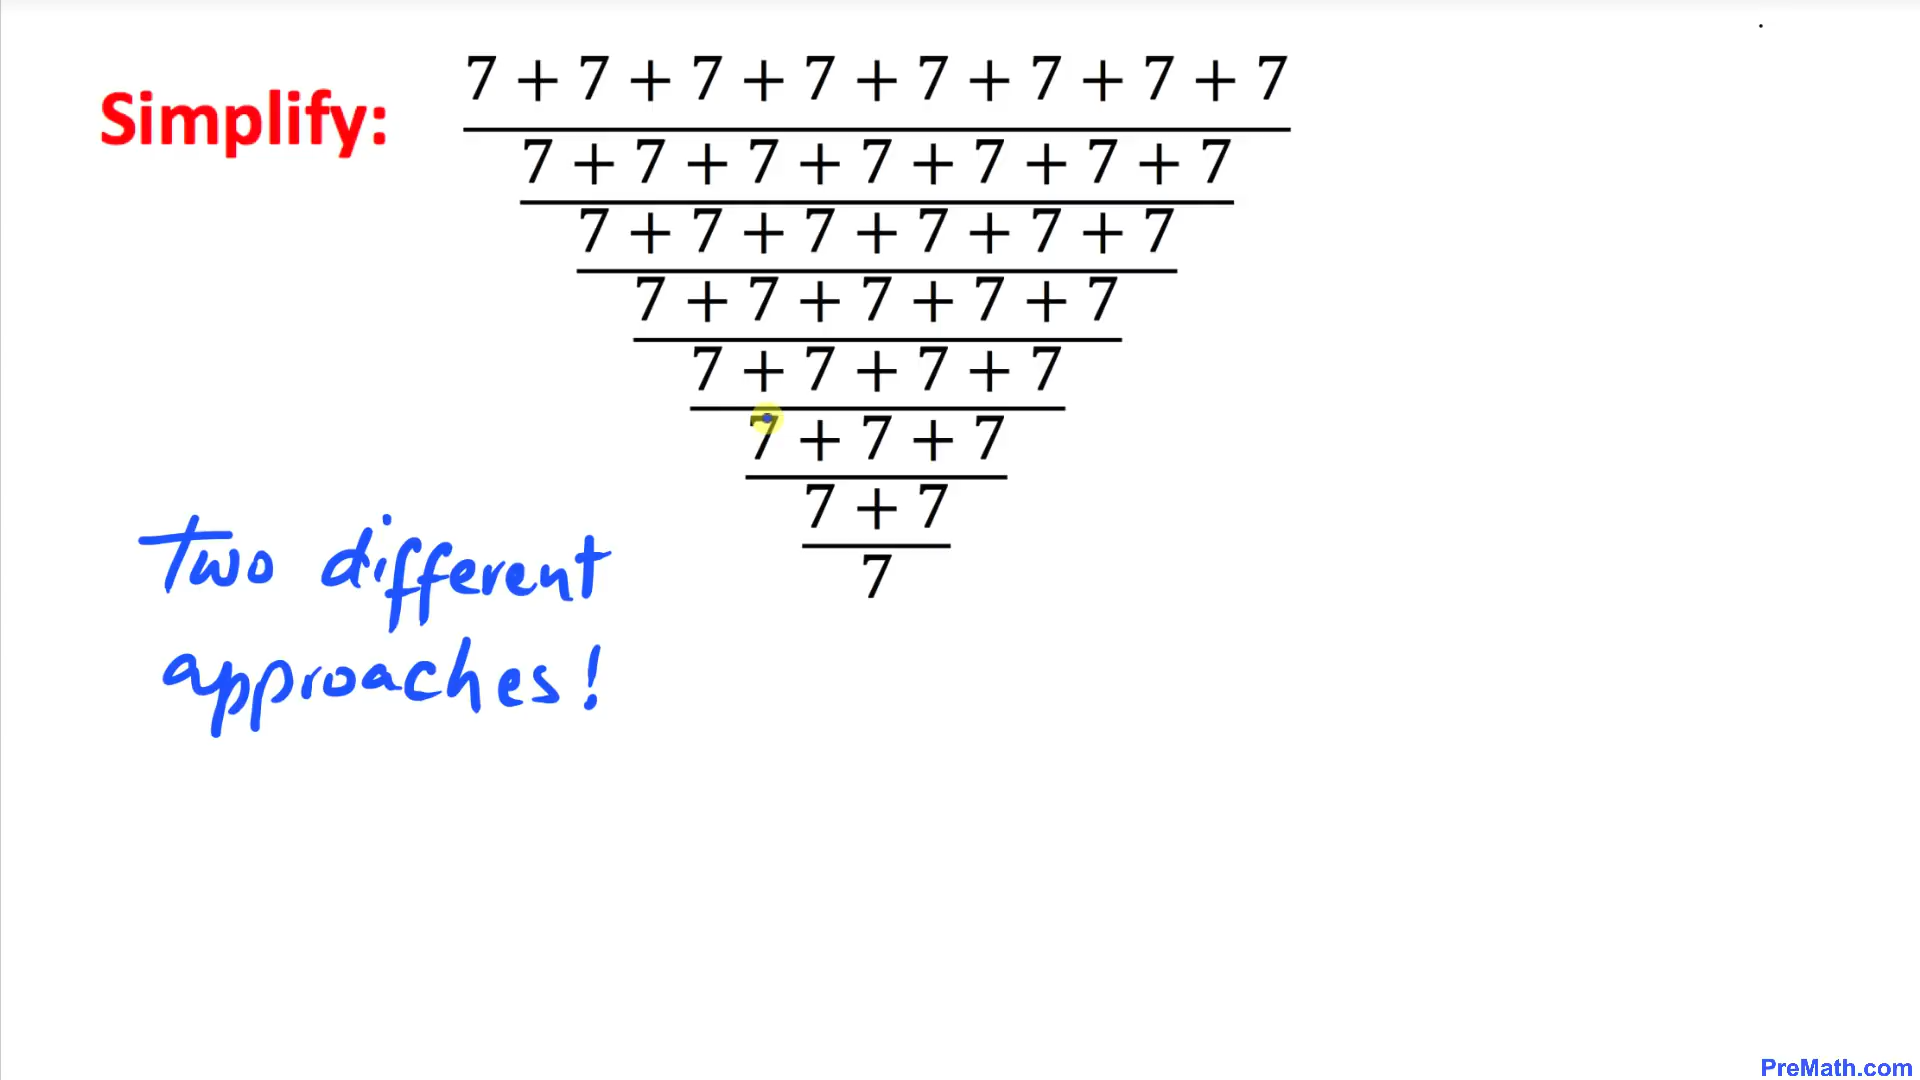 Simplify:
7 + 7 + 7 + 7 + 7 + 7 + 7 + 7
7 + 7 + 7 + 7 + 7 + 7 + 7
7 + 7 + 7 + 7 + 7 + 7
7 + 7 + 7 + 7 + 7
7 + 7 + 7 + 7
7 + 7 + 7
7 + 7
7
Two different
approaches!
PreMath.com